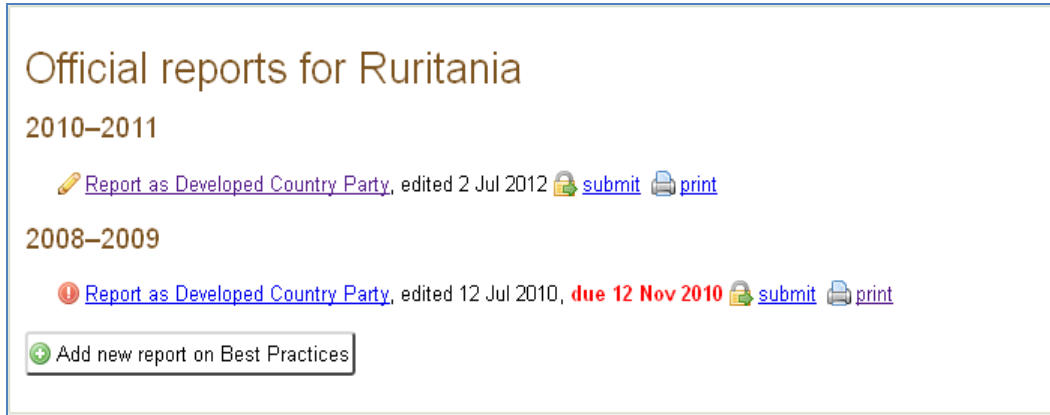 Official reports for Ruritania
2010–2011
Report as Developed Country Party, edited 2 Jul 2012 submit print
2008–2009
Report as Developed Country Party, edited 12 Jul 2010, due 12 Nov 2010 submit print
Add new report on Best Practices